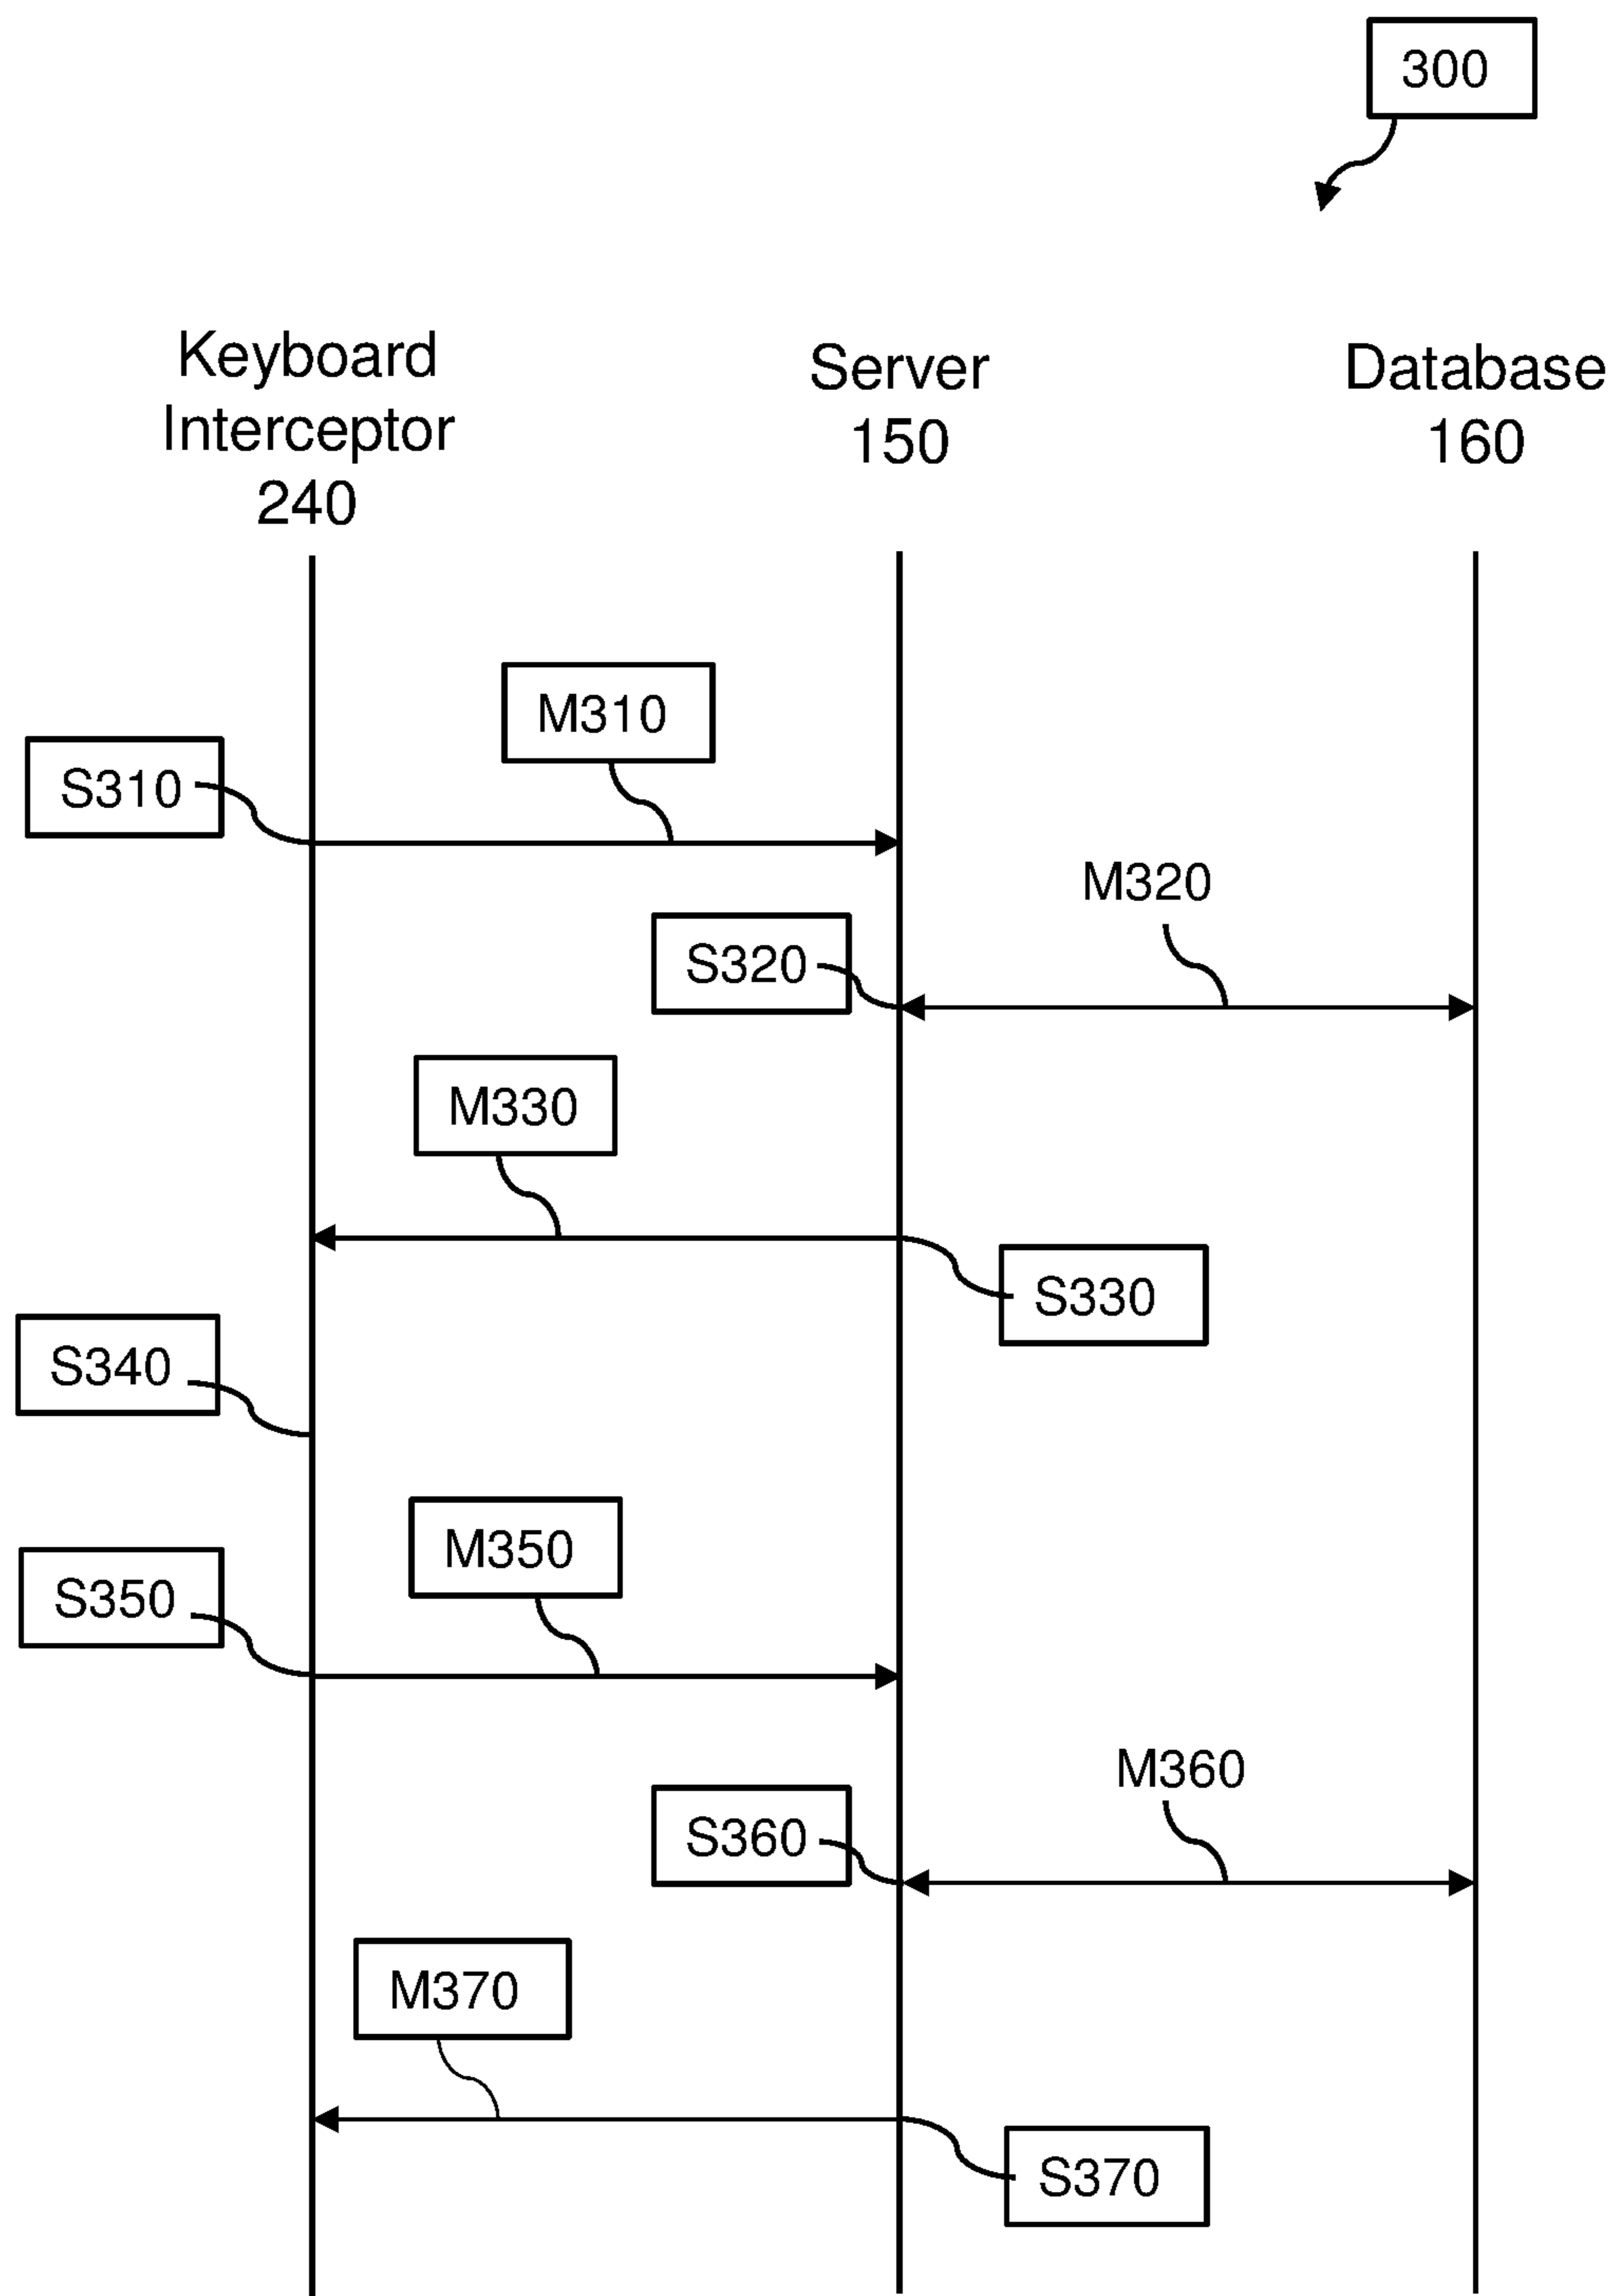 300
Keyboard
Interceptor
240
Server
150
Database
160
M310
S310
M320
S320
M330
S330
S340
M350
S350
M360
S360
M370
S370